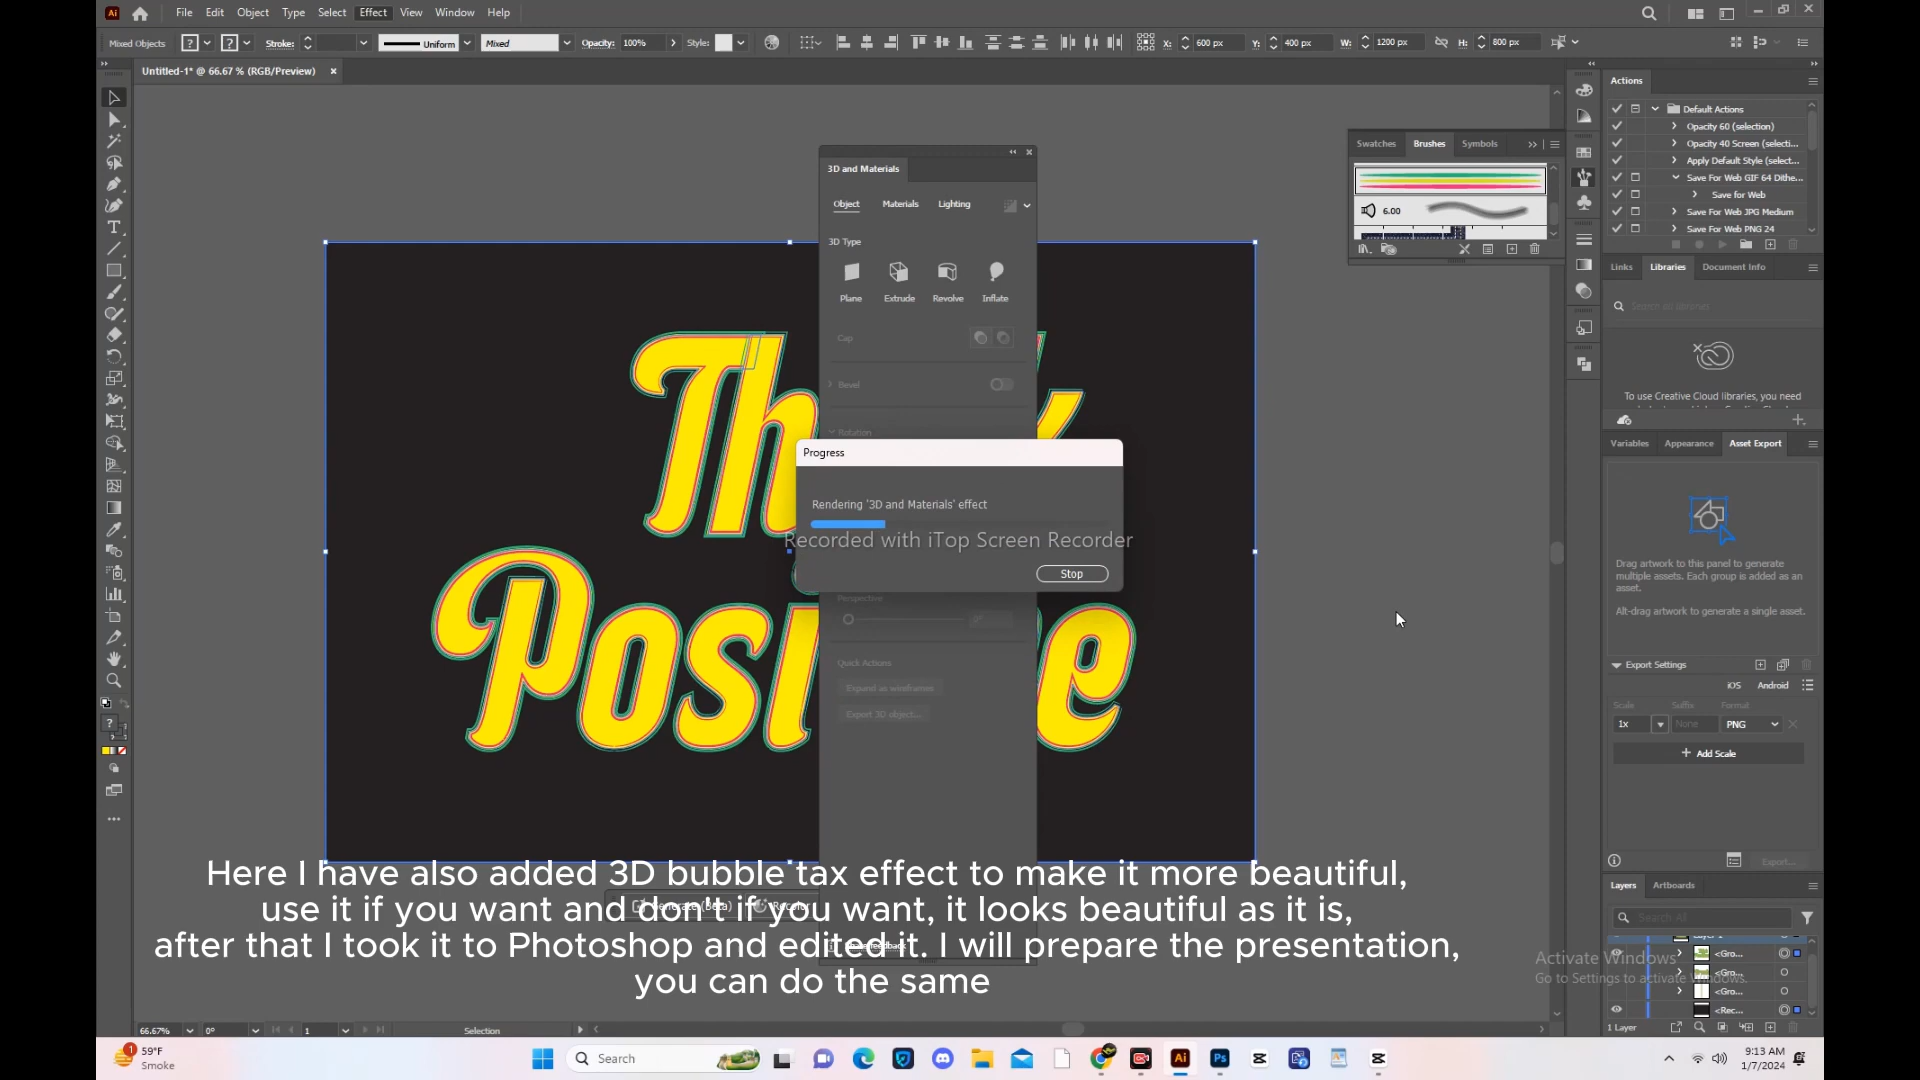 File Edit Object Type Select Effect View Window Help
Mixed Objects Stroke: Uniform Mixed Opacity: 100% Style: X: 600 px Y: 400 px W: 1200 px H: 800 px
Untitled-1* @ 66.67 % (RGB/Preview)
3D and Materials
Object Materials Lighting
3D Type
Plane Extrude Revolve Inflate
Cap
Bevel
Rotation
Progress
Rendering '3D and Materials' effect
Recorded with iTop Screen Recorder
Stop
Perspective
Quick Actions
Expand as wireframes
Export 3D object...
Th
Posi e
Swatches Brushes Symbols
6.00
Actions
Default Actions
Opacity 60 (selection)
Opacity 40 Screen (selecti...
Apply Default Style (select...
Save For Web GIF 64 Dithe...
Save for Web
Save For Web JPG Medium
Save For Web PNG 24
Links Libraries Document Info
Search all libraries
To use Creative Cloud libraries, you need
Variables Appearance Asset Export
Drag artwork to this panel to generate
multiple assets. Each group is added as an
asset.
Alt-drag artwork to generate a single asset.
Export Settings
iOS Android
Scale Suffix Format
1x None PNG
+ Add Scale
Export...
Layers Artboards
Search All
Layer 1
<Gro...
<Gro...
<Gro...
<Rec...
1 Layer
Activate Windows
Go to Settings to activate Windows.
Here I have also added 3D bubble tax effect to make it more beautiful,
use it if you want and don't if you want, it looks beautiful as it is,
after that I took it to Photoshop and edited it. I will prepare the presentation,
you can do the same
66.67% 0° 1 Selection
1 59°F
Smoke
Search
9:13 AM
1/7/2024